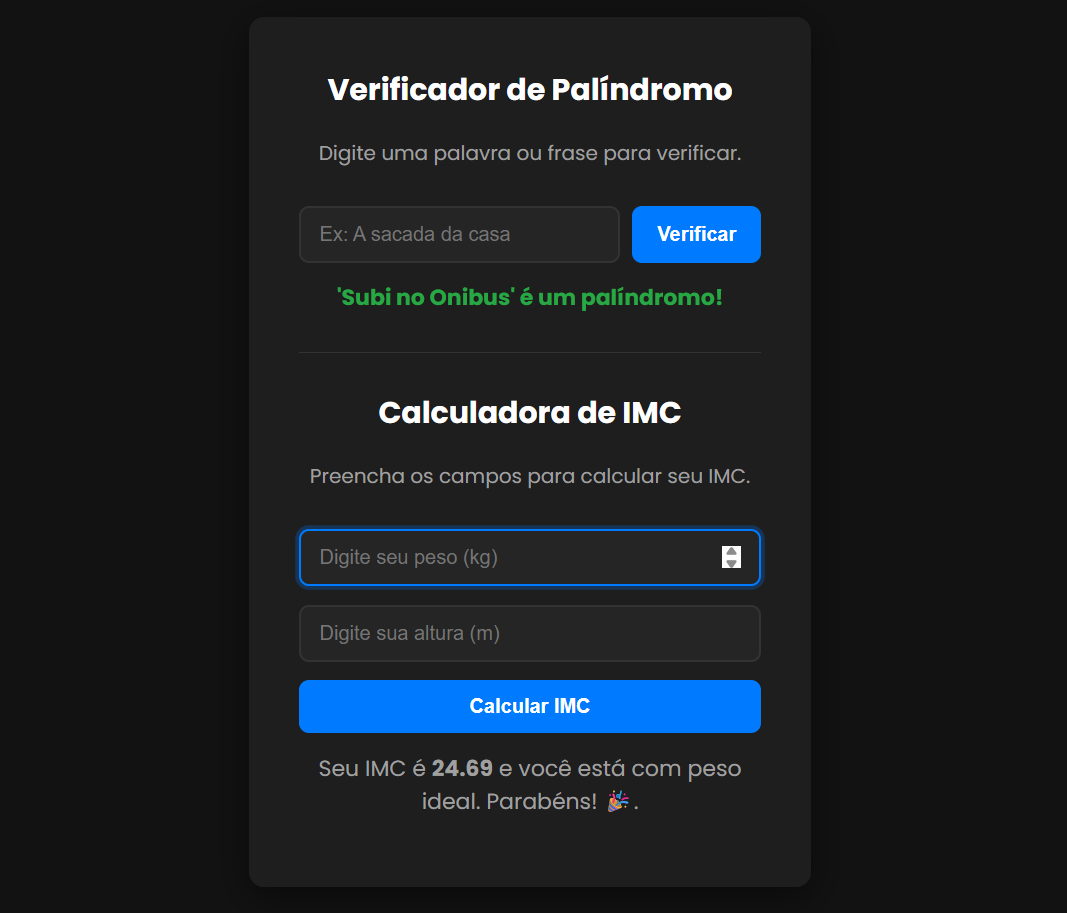 Verificador de Palíndromo
Digite uma palavra ou frase para verificar.
Ex: A sacada da casa
Verificar
'Subi no Onibus' é um palíndromo!
Calculadora de IMC
Preencha os campos para calcular seu IMC.
Digite seu peso (kg)
Digite sua altura (m)
Calcular IMC
Seu IMC é 24.69 e você está com peso
ideal. Parabéns! 🎉 .